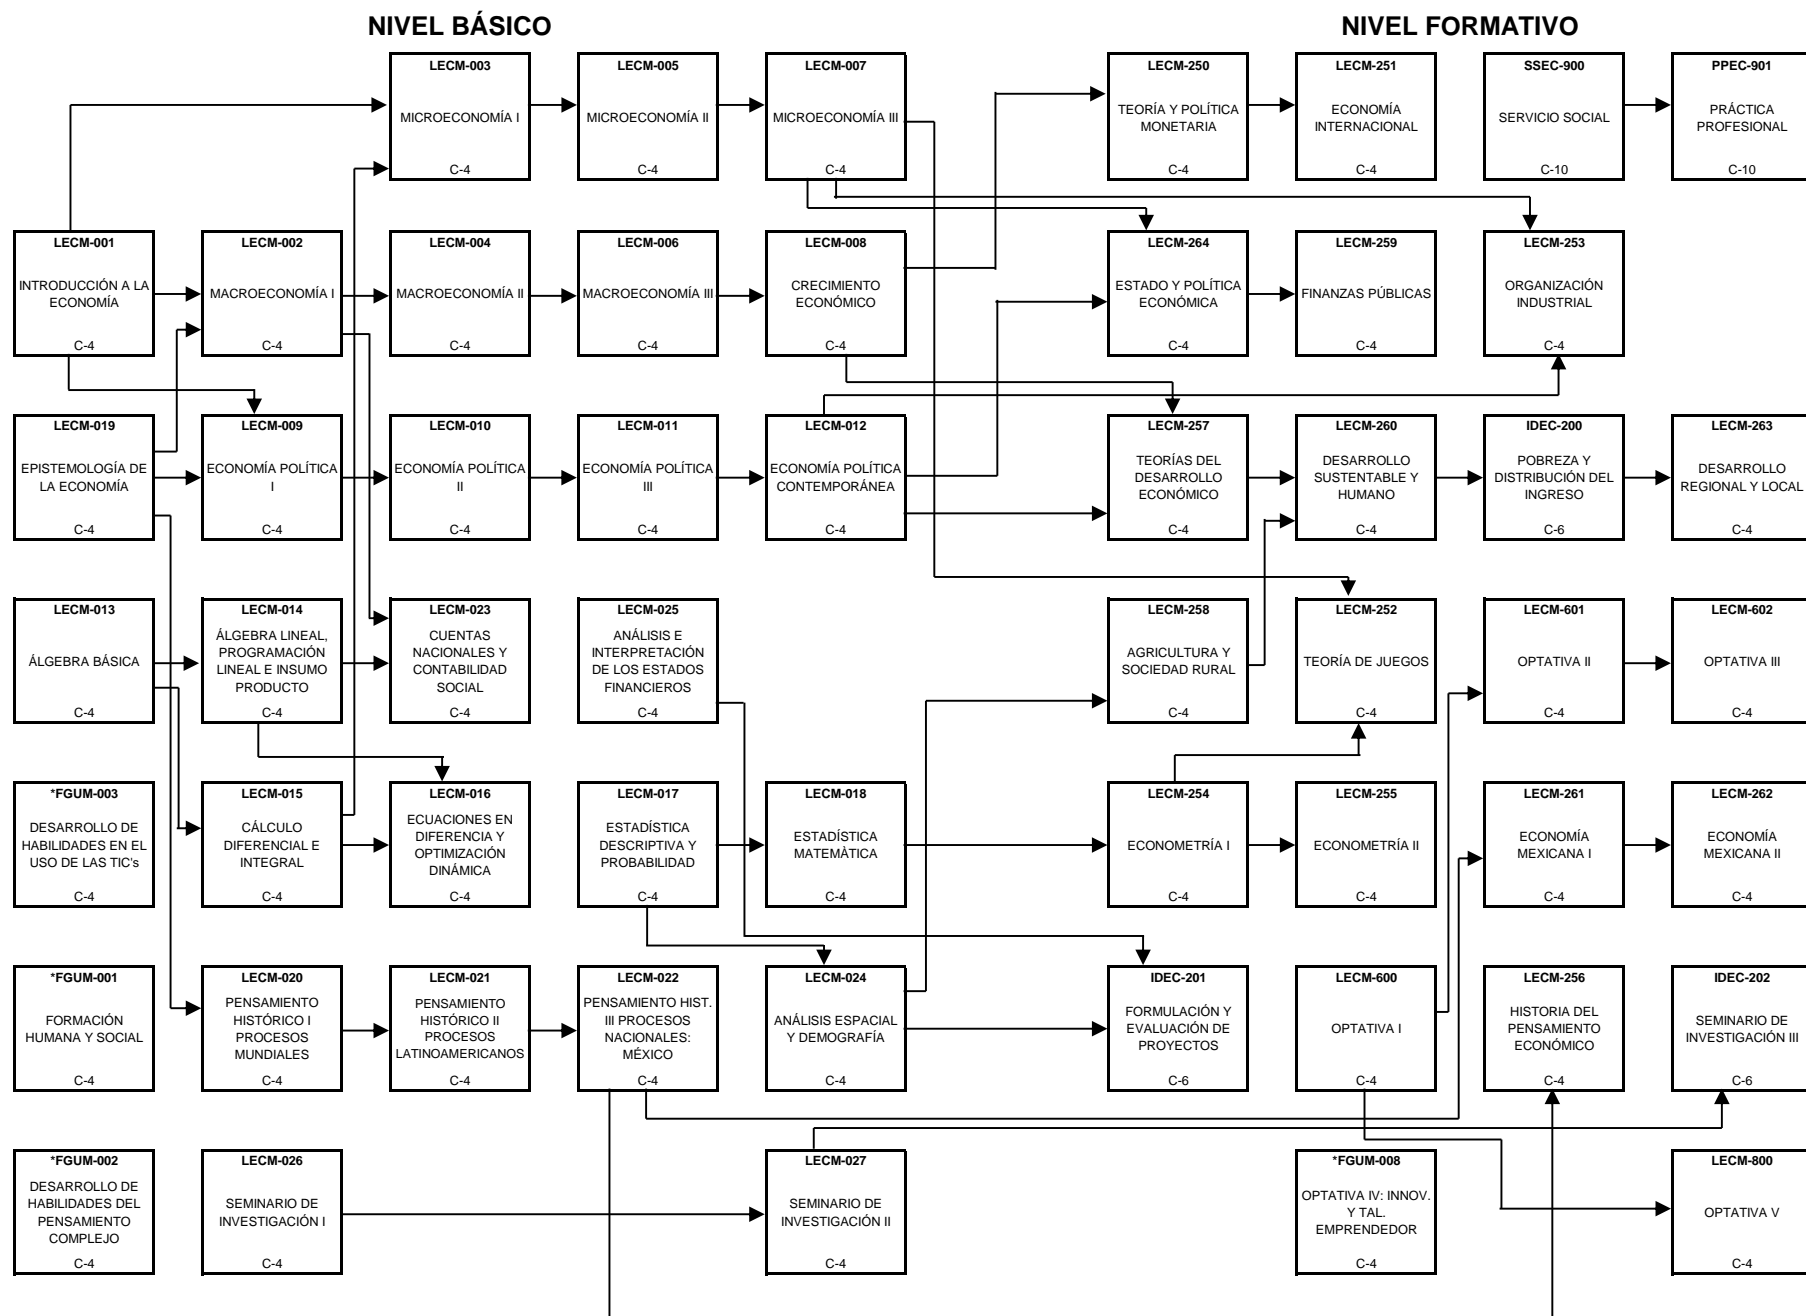 NIVEL BÁSICO
NIVEL FORMATIVO
LECM-003
MICROECONOMÍA I
C-4
LECM-005
MICROECONOMÍA II
C-4
LECM-007
MICROECONOMÍA III
C-4
LECM-250
TEORÍA Y POLÍTICA
MONETARIA
C-4
LECM-251
ECONOMÍA
INTERNACIONAL
C-4
SSEC-900
SERVICIO SOCIAL
C-10
PPEC-901
PRÁCTICA
PROFESIONAL
C-10
LECM-001
INTRODUCCIÓN A LA
ECONOMÍA
C-4
LECM-002
MACROECONOMÍA I
C-4
LECM-004
MACROECONOMÍA II
C-4
LECM-006
MACROECONOMÍA III
C-4
LECM-008
CRECIMIENTO
ECONÓMICO
C-4
LECM-264
ESTADO Y POLÍTICA
ECONÓMICA
C-4
LECM-259
FINANZAS PÚBLICAS
C-4
LECM-253
ORGANIZACIÓN
INDUSTRIAL
C-4
LECM-019
EPISTEMOLOGÍA DE
LA ECONOMÍA
C-4
LECM-009
ECONOMÍA POLÍTICA
I
C-4
LECM-010
ECONOMÍA POLÍTICA
II
C-4
LECM-011
ECONOMÍA POLÍTICA
III
C-4
LECM-012
ECONOMÍA POLÍTICA
CONTEMPORÁNEA
C-4
LECM-257
TEORÍAS DEL
DESARROLLO
ECONÓMICO
C-4
LECM-260
DESARROLLO
SUSTENTABLE Y
HUMANO
C-4
IDEC-200
POBREZA Y
DISTRIBUCIÓN DEL
INGRESO
C-6
LECM-263
DESARROLLO
REGIONAL Y LOCAL
C-4
LECM-013
ÁLGEBRA BÁSICA
C-4
LECM-014
ÁLGEBRA LINEAL,
PROGRAMACIÓN
LINEAL E INSUMO
PRODUCTO
C-4
LECM-023
CUENTAS
NACIONALES Y
CONTABILIDAD
SOCIAL
C-4
LECM-025
ANÁLISIS E
INTERPRETACIÓN
DE LOS ESTADOS
FINANCIEROS
C-4
LECM-258
AGRICULTURA Y
SOCIEDAD RURAL
C-4
LECM-252
TEORÍA DE JUEGOS
C-4
LECM-601
OPTATIVA II
C-4
LECM-602
OPTATIVA III
C-4
*FGUM-003
DESARROLLO DE
HABILIDADES EN EL
USO DE LAS TIC's
C-4
LECM-015
CÁLCULO
DIFERENCIAL E
INTEGRAL
C-4
LECM-016
ECUACIONES EN
DIFERENCIA Y
OPTIMIZACIÓN
DINÁMICA
C-4
LECM-017
ESTADÍSTICA
DESCRIPTIVA Y
PROBABILIDAD
C-4
LECM-018
ESTADÍSTICA
MATEMÀTICA
C-4
LECM-254
ECONOMETRÍA I
C-4
LECM-255
ECONOMETRÍA II
C-4
LECM-261
ECONOMÍA
MEXICANA I
C-4
LECM-262
ECONOMÍA
MEXICANA II
C-4
*FGUM-001
FORMACIÓN
HUMANA Y SOCIAL
C-4
LECM-020
PENSAMIENTO
HISTÓRICO I
PROCESOS
MUNDIALES
C-4
LECM-021
PENSAMIENTO
HISTÓRICO II
PROCESOS
LATINOAMERICANOS
C-4
LECM-022
PENSAMIENTO HIST.
III PROCESOS
NACIONALES:
MÉXICO
C-4
LECM-024
ANÁLISIS ESPACIAL
Y DEMOGRAFÍA
C-4
IDEC-201
FORMULACIÓN Y
EVALUACIÓN DE
PROYECTOS
C-6
LECM-600
OPTATIVA I
C-4
LECM-256
HISTORIA DEL
PENSAMIENTO
ECONÓMICO
C-4
IDEC-202
SEMINARIO DE
INVESTIGACIÓN III
C-6
*FGUM-002
DESARROLLO DE
HABILIDADES DEL
PENSAMIENTO
COMPLEJO
C-4
LECM-026
SEMINARIO DE
INVESTIGACIÓN I
C-4
LECM-027
SEMINARIO DE
INVESTIGACIÓN II
C-4
*FGUM-008
OPTATIVA IV: INNOV.
Y TAL.
EMPRENDEDOR
C-4
LECM-800
OPTATIVA V
C-4